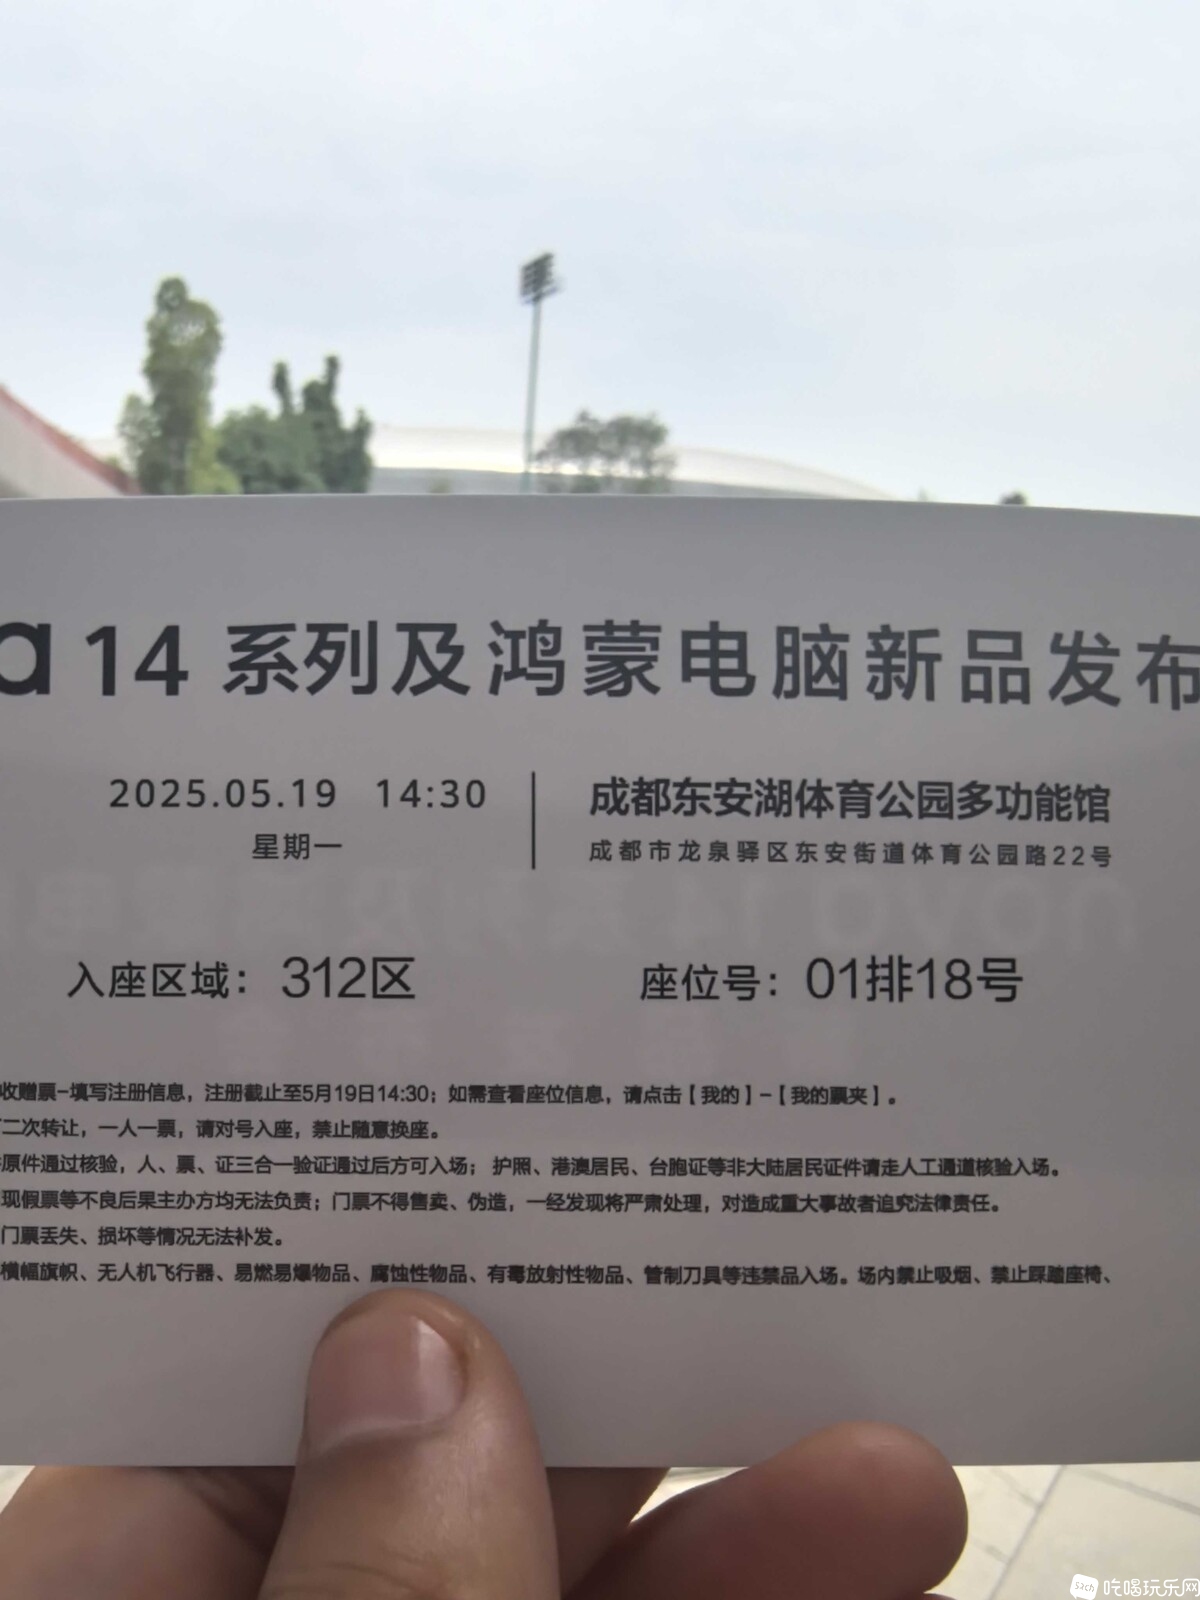 a 14 系列及鸿蒙电脑新品发布
2025.05.19 14:30
星期一
成都东安湖体育公园多功能馆
成都市龙泉驿区东安街道体育公园路22号
入座区域：312区
座位号：01排18号
收赠票-填写注册信息，注册截止至5月19日14:30；如需查看座位信息，请点击【我的】-【我的票夹】。
二次转让，一人一票，请对号入座，禁止随意换座。
原件通过核验，人、票、证三合一验证通过后方可入场；护照、港澳居民、台胞证等非大陆居民证件请走人工通道核验入场。
现假票等不良后果主办方均无法负责；门票不得售卖、伪造，一经发现将严肃处理，对造成重大事故者追究法律责任。
门票丢失、损坏等情况无法补发。
横幅旗帜、无人机飞行器、易燃易爆物品、腐蚀性物品、有毒放射性物品、管制刀具等违禁品入场。场内禁止吸烟、禁止踩踏座椅、
吃喝玩乐网